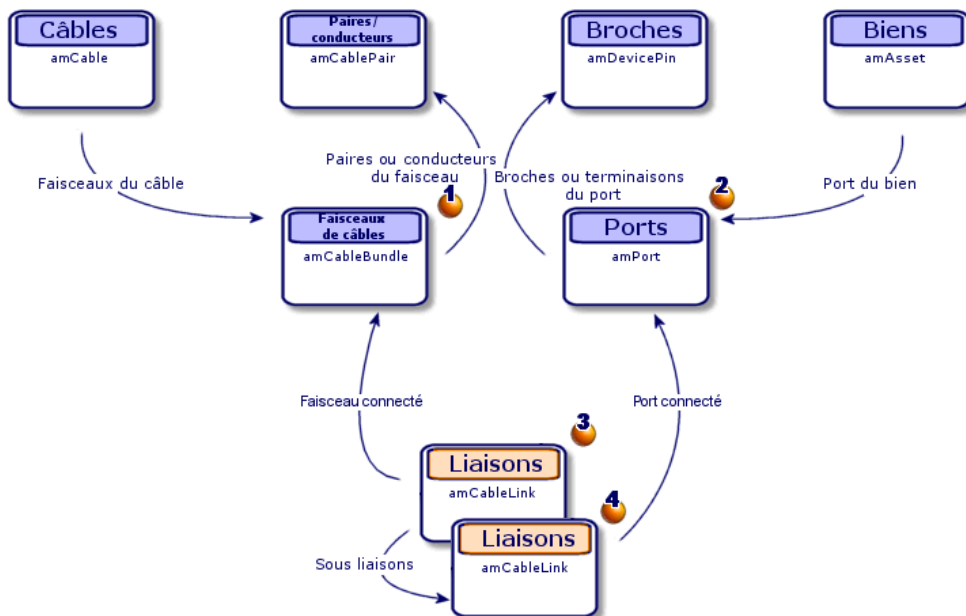 Câbles
amCable
Paires/
conducteurs
amCablePair
Broches
amDevicePin
Biens
amAsset
Faisceaux du câble
Paires ou conducteurs
du faisceau
Broches ou terminaisons
du port
Port du bien
1
2
Faisceaux
de câbles
amCableBundle
Ports
amPort
Faisceau connecté
Port connecté
3
Liaisons
amCableLink
4
Liaisons
amCableLink
Sous liaisons